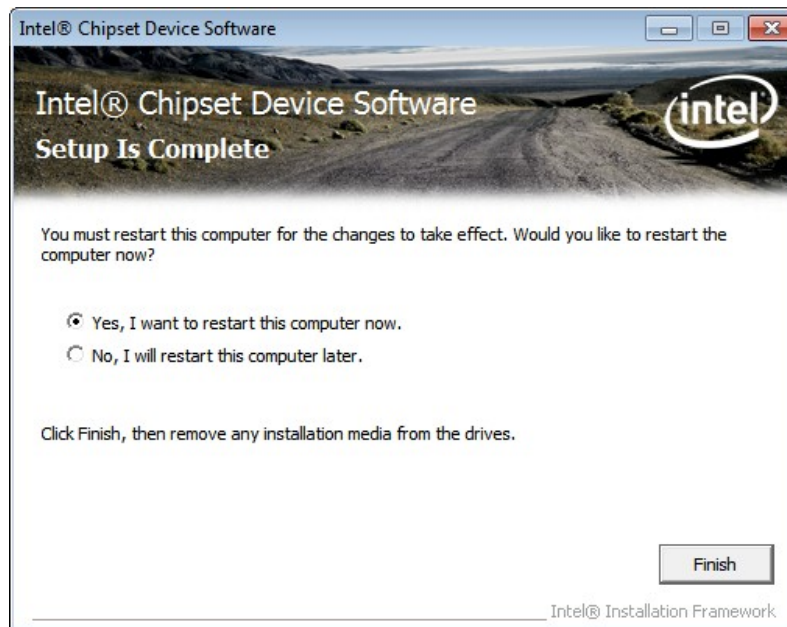 Intel® Chipset Device Software
Intel® Chipset Device Software
intel
Setup Is Complete
You must restart this computer for the changes to take effect. Would you like to restart the
computer now?
Yes, I want to restart this computer now.
No, I will restart this computer later.
Click Finish, then remove any installation media from the drives.
Finish
Intel® Installation Framework